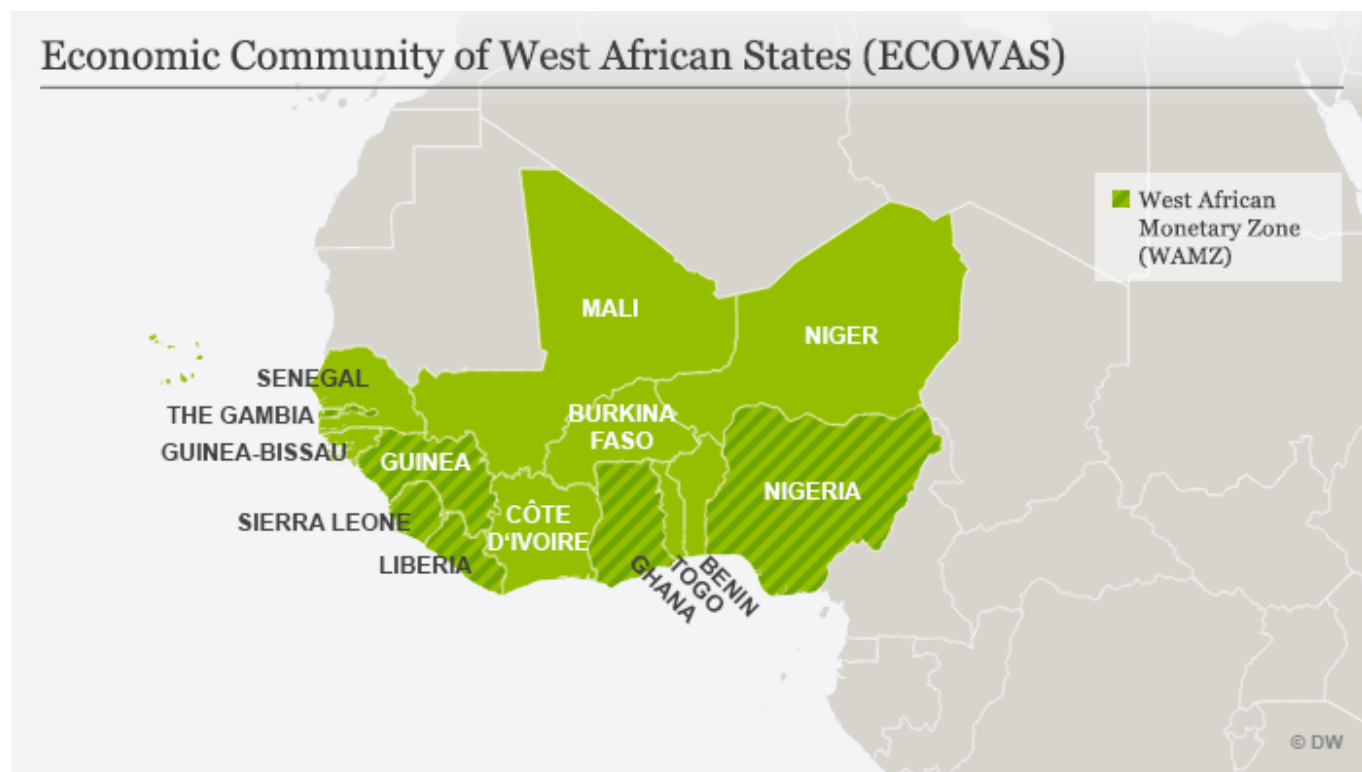 Economic Community of West African States (ECOWAS)
West African
Monetary Zone
(WAMZ)
MALI
NIGER
SENEGAL
THE GAMBIA
BURKINA
FASO
GUINEA-BISSAU
GUINEA
NIGERIA
SIERRA LEONE
CÔTE
D‘IVOIRE
LIBERIA
GHANA
TOGO
BENIN
© DW